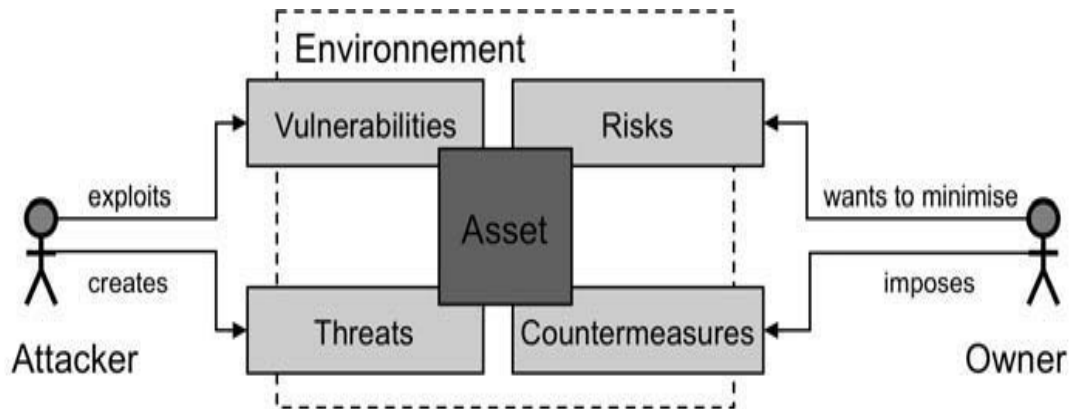 Environnement
Vulnerabilities
Risks
exploits
wants to minimise
Asset
creates
imposes
Threats
Countermeasures
Attacker
Owner